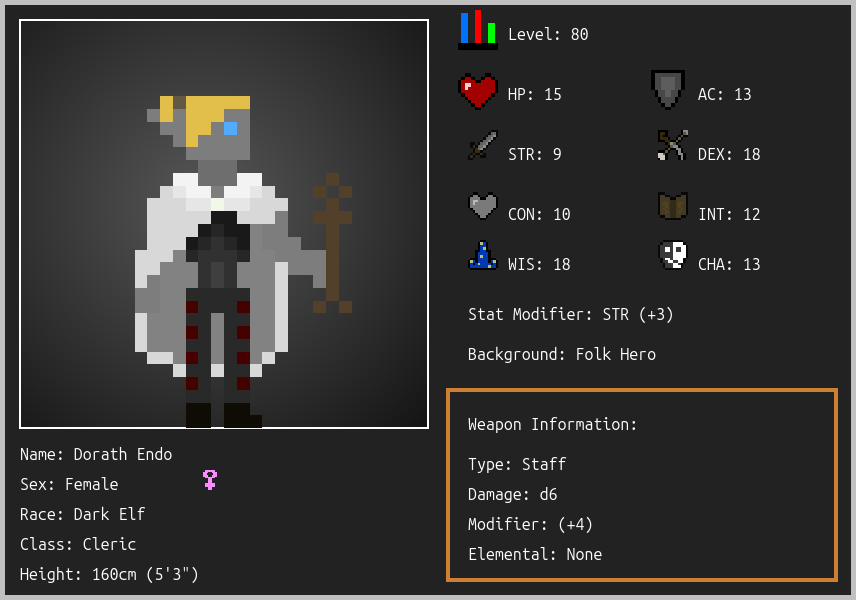 Level: 80
HP: 15
AC: 13
STR: 9
DEX: 18
CON: 10
INT: 12
WIS: 18
CHA: 13
Stat Modifier: STR (+3)
Background: Folk Hero
Weapon Information:
Type: Staff
Damage: d6
Modifier: (+4)
Elemental: None
Name: Dorath Endo
Sex: Female
Race: Dark Elf
Class: Cleric
Height: 160cm (5'3")